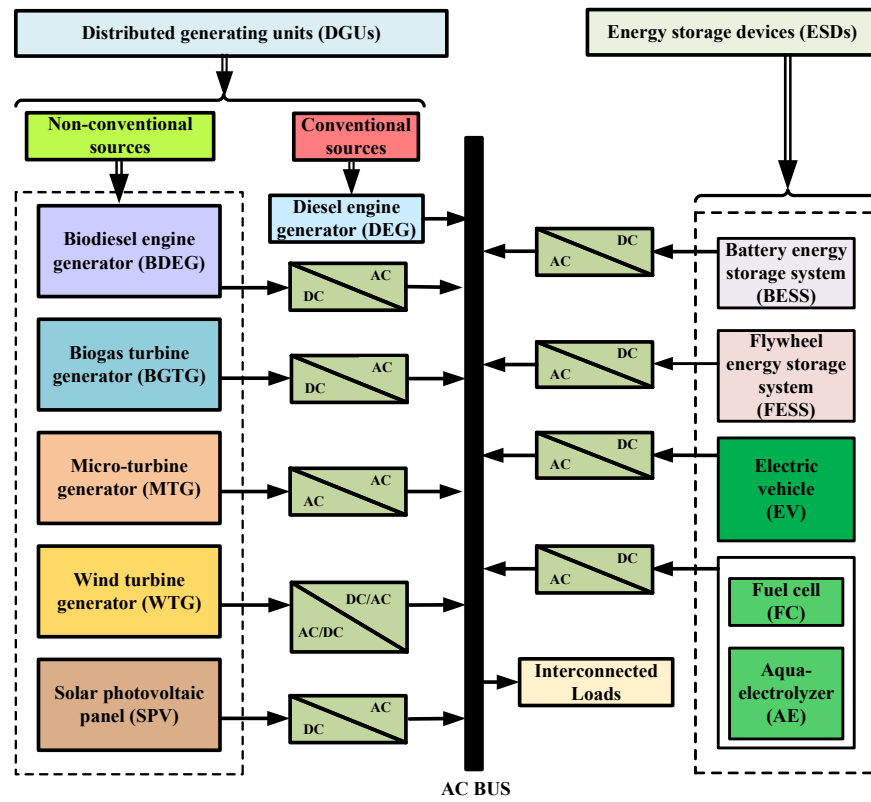 Distributed generating units (DGUs)
Energy storage devices (ESDs)
Non-conventional
sources
Conventional
sources
Biodiesel engine
generator (BDEG)
Diesel engine
generator (DEG)
AC
DC
Biogas turbine
generator (BGTG)
AC
DC
Micro-turbine
generator (MTG)
AC
AC
Wind turbine
generator (WTG)
DC/AC
AC/DC
Solar photovoltaic
panel (SPV)
AC
DC
AC BUS
DC
AC
Battery energy
storage system
(BESS)
DC
AC
Flywheel
energy storage
system
(FESS)
DC
AC
Electric
vehicle
(EV)
DC
AC
Fuel cell
(FC)
Aqua-
electrolyzer
(AE)
Interconnected
Loads